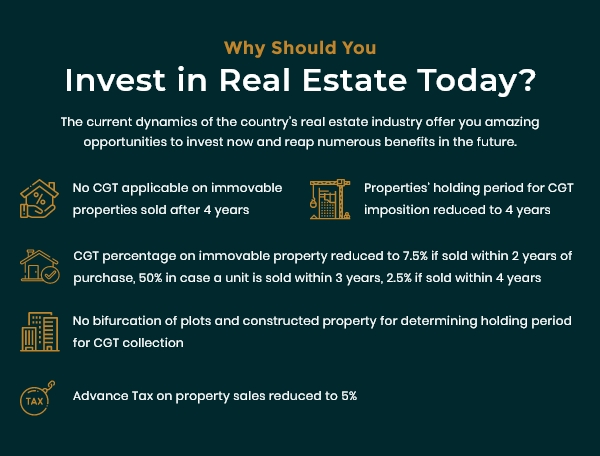 Why Should You
Invest in Real Estate Today?
The current dynamics of the country's real estate industry offer you amazing
opportunities to invest now and reap numerous benefits in the future.
No CGT applicable on immovable
properties sold after 4 years
Properties' holding period for CGT
imposition reduced to 4 years
CGT percentage on immovable property reduced to 7.5% if sold within 2 years of
purchase, 50% in case a unit is sold within 3 years, 2.5% if sold within 4 years
No bifurcation of plots and constructed property for determining holding period
for CGT collection
TAX
Advance Tax on property sales reduced to 5%